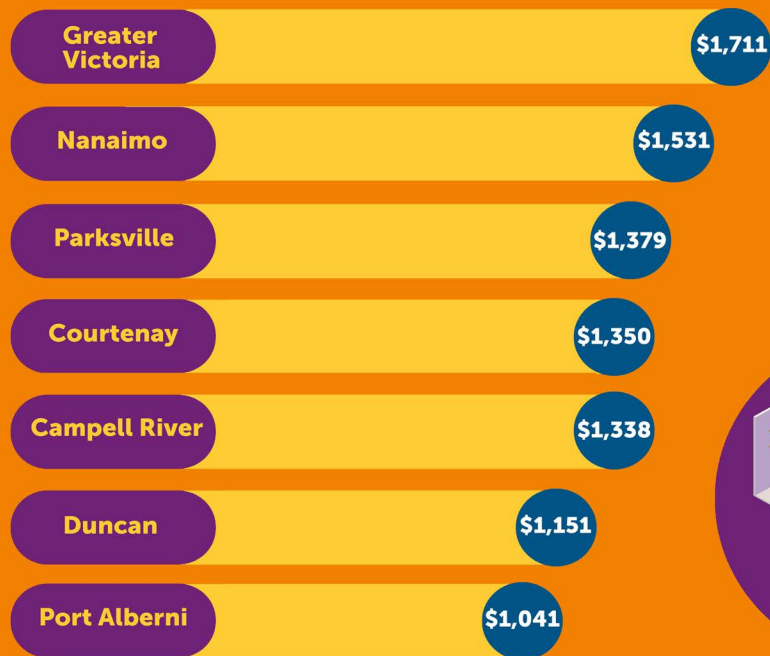 Greater
Victoria
$1,711
Nanaimo
$1,531
Parksville
$1,379
Courtenay
$1,350
Campell River
$1,338
Duncan
$1,151
Port Alberni
$1,041